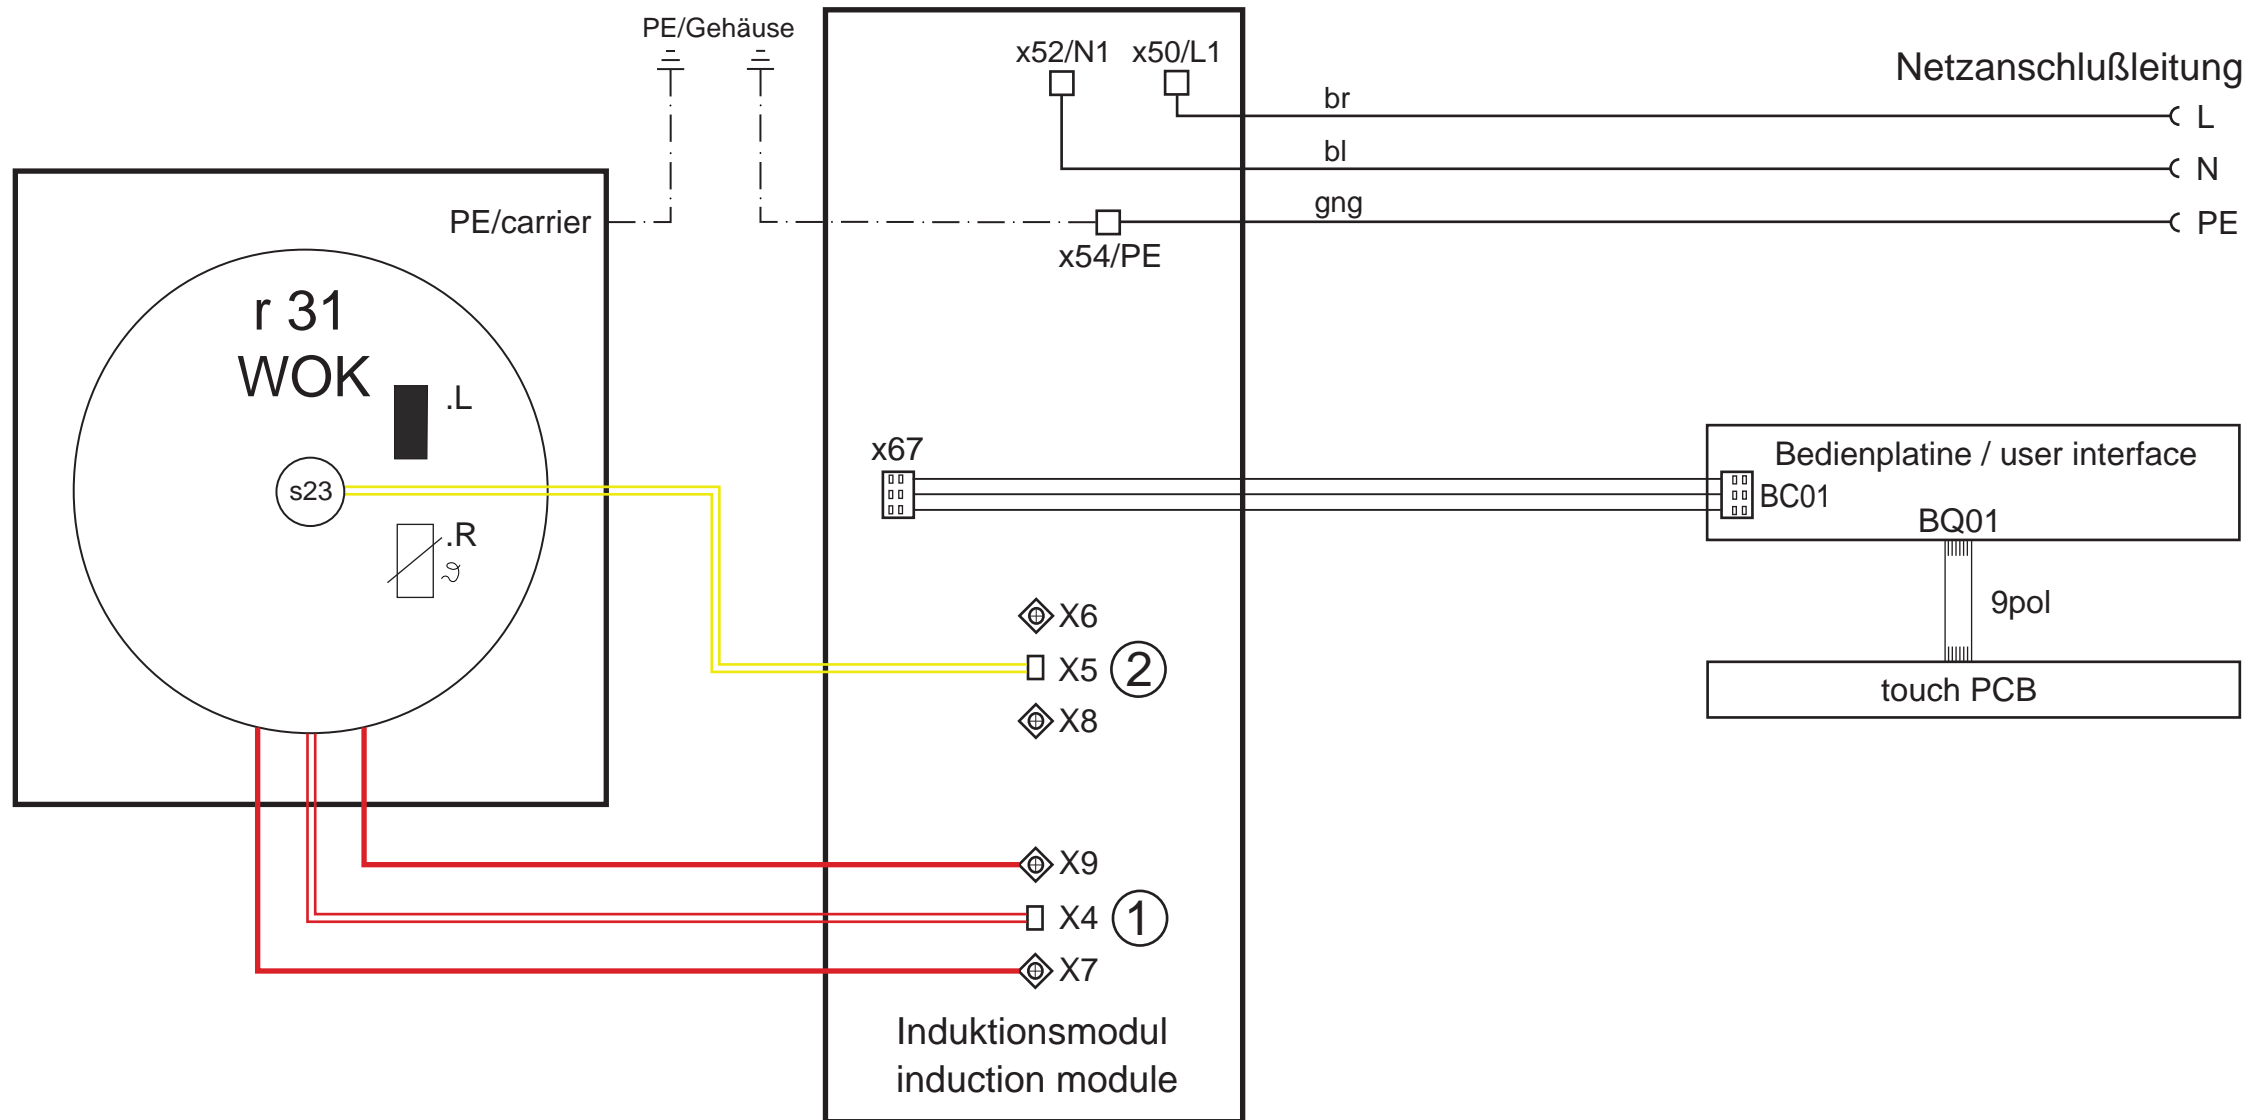 PE/Gehäuse
x52/N1
x50/L1
Netzanschlußleitung
br
L
bl
N
PE/carrier
gng
PE
x54/PE
r 31
WOK
.L
s23
.R
ϑ
x67
Bedienplatine / user interface
BC01
BQ01
9pol
touch PCB
X6
X5
2
X8
X9
X4
1
X7
Induktionsmodul
induction module